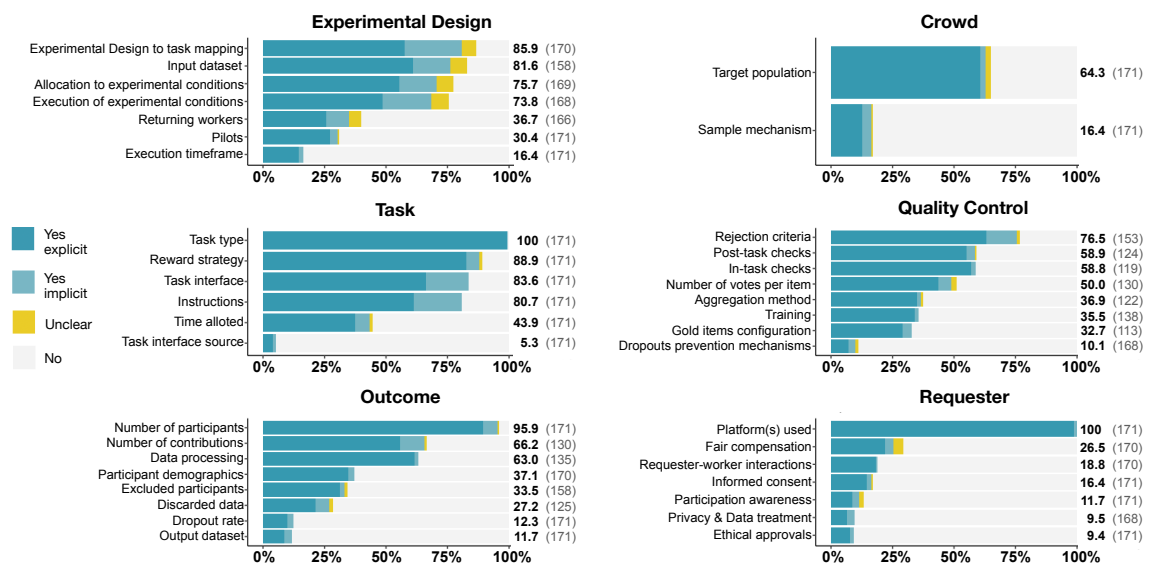 Experimental Design
Experimental Design to task mapping 85.9 (170)
Input dataset 81.6 (158)
Allocation to experimental conditions 75.7 (169)
Execution of experimental conditions 73.8 (168)
Returning workers 36.7 (166)
Pilots 30.4 (171)
Execution timeframe 16.4 (171)
0% 25% 50% 75% 100%
Crowd
Target population 64.3 (171)
Sample mechanism 16.4 (171)
0% 25% 50% 75% 100%
Yes
explicit
Yes
implicit
Unclear
No
Task
Task type 100 (171)
Reward strategy 88.9 (171)
Task interface 83.6 (171)
Instructions 80.7 (171)
Time alloted 43.9 (171)
Task interface source 5.3 (171)
0% 25% 50% 75% 100%
Quality Control
Rejection criteria 76.5 (153)
Post-task checks 58.9 (124)
In-task checks 58.8 (119)
Number of votes per item 50.0 (130)
Aggregation method 36.9 (122)
Training 35.5 (138)
Gold items configuration 32.7 (113)
Dropouts prevention mechanisms 10.1 (168)
0% 25% 50% 75% 100%
Outcome
Number of participants 95.9 (171)
Number of contributions 66.2 (130)
Data processing 63.0 (135)
Participant demographics 37.1 (170)
Excluded participants 33.5 (158)
Discarded data 27.2 (125)
Dropout rate 12.3 (171)
Output dataset 11.7 (171)
0% 25% 50% 75% 100%
Requester
Platform(s) used 100 (171)
Fair compensation 26.5 (170)
Requester-worker interactions 18.8 (170)
Informed consent 16.4 (171)
Participation awareness 11.7 (171)
Privacy & Data treatment 9.5 (168)
Ethical approvals 9.4 (171)
0% 25% 50% 75% 100%